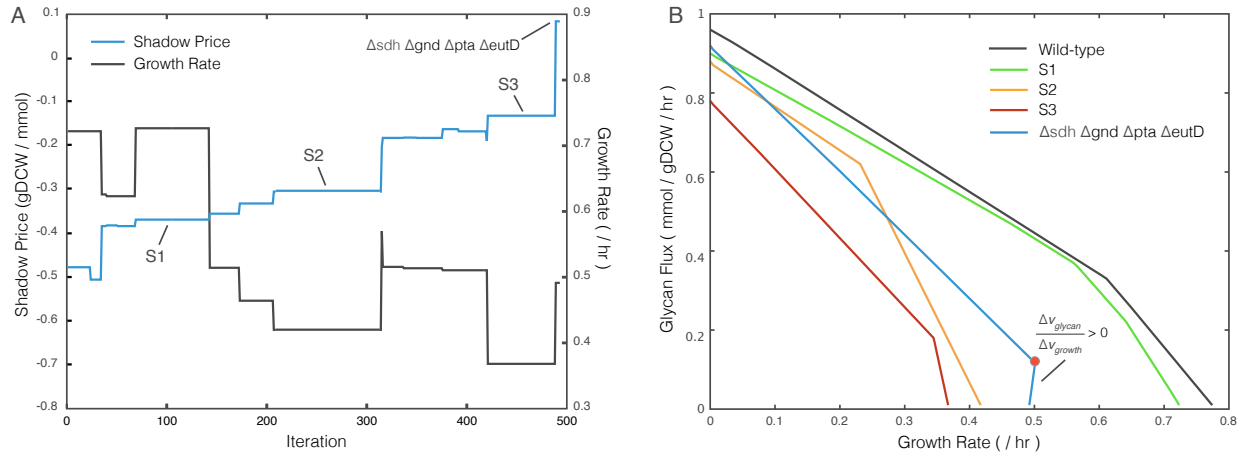 A
Shadow Price (gDCW / mmol)
0.1
0
-0.1
-0.2
-0.3
-0.4
-0.5
-0.6
-0.7
-0.8
Shadow Price
Growth Rate
Δsdh Δgnd Δpta ΔeutD
S1
S2
S3
0.9
0.8
0.7
0.6
0.5
0.4
0.3
Growth Rate ( / hr)
0
100
200
300
400
500
Iteration
B
Glycan Flux ( mmol / gDCW / hr)
1
0.8
0.6
0.4
0.2
0
Wild-type
S1
S2
S3
Δsdh Δgnd Δpta ΔeutD
Δv glycan
Δv growth
> 0
0
0.1
0.2
0.3
0.4
0.5
0.6
0.7
0.8
Growth Rate ( / hr)